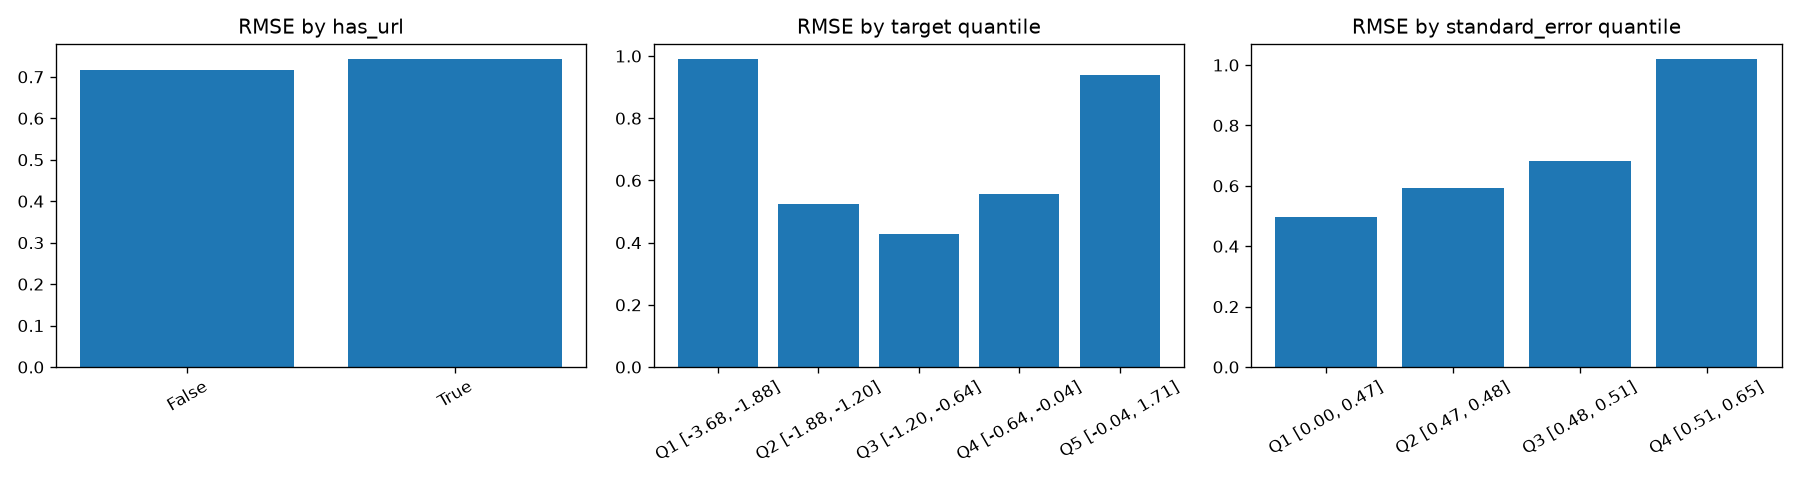 RMSE by has_url
0.7
0.6
0.5
0.4
0.3
0.2
0.1
0.0
False
True
RMSE by target quantile
1.0
0.8
0.6
0.4
0.2
0.0
Q1 [-3.68, -1.88]
Q2 [-1.88, -1.20]
Q3 [-1.20, -0.64]
Q4 [-0.64, -0.04]
Q5 [-0.04, 1.71]
RMSE by standard_error quantile
1.0
0.8
0.6
0.4
0.2
0.0
Q1 [0.00, 0.47]
Q2 [0.47, 0.48]
Q3 [0.48, 0.51]
Q4 [0.51, 0.65]